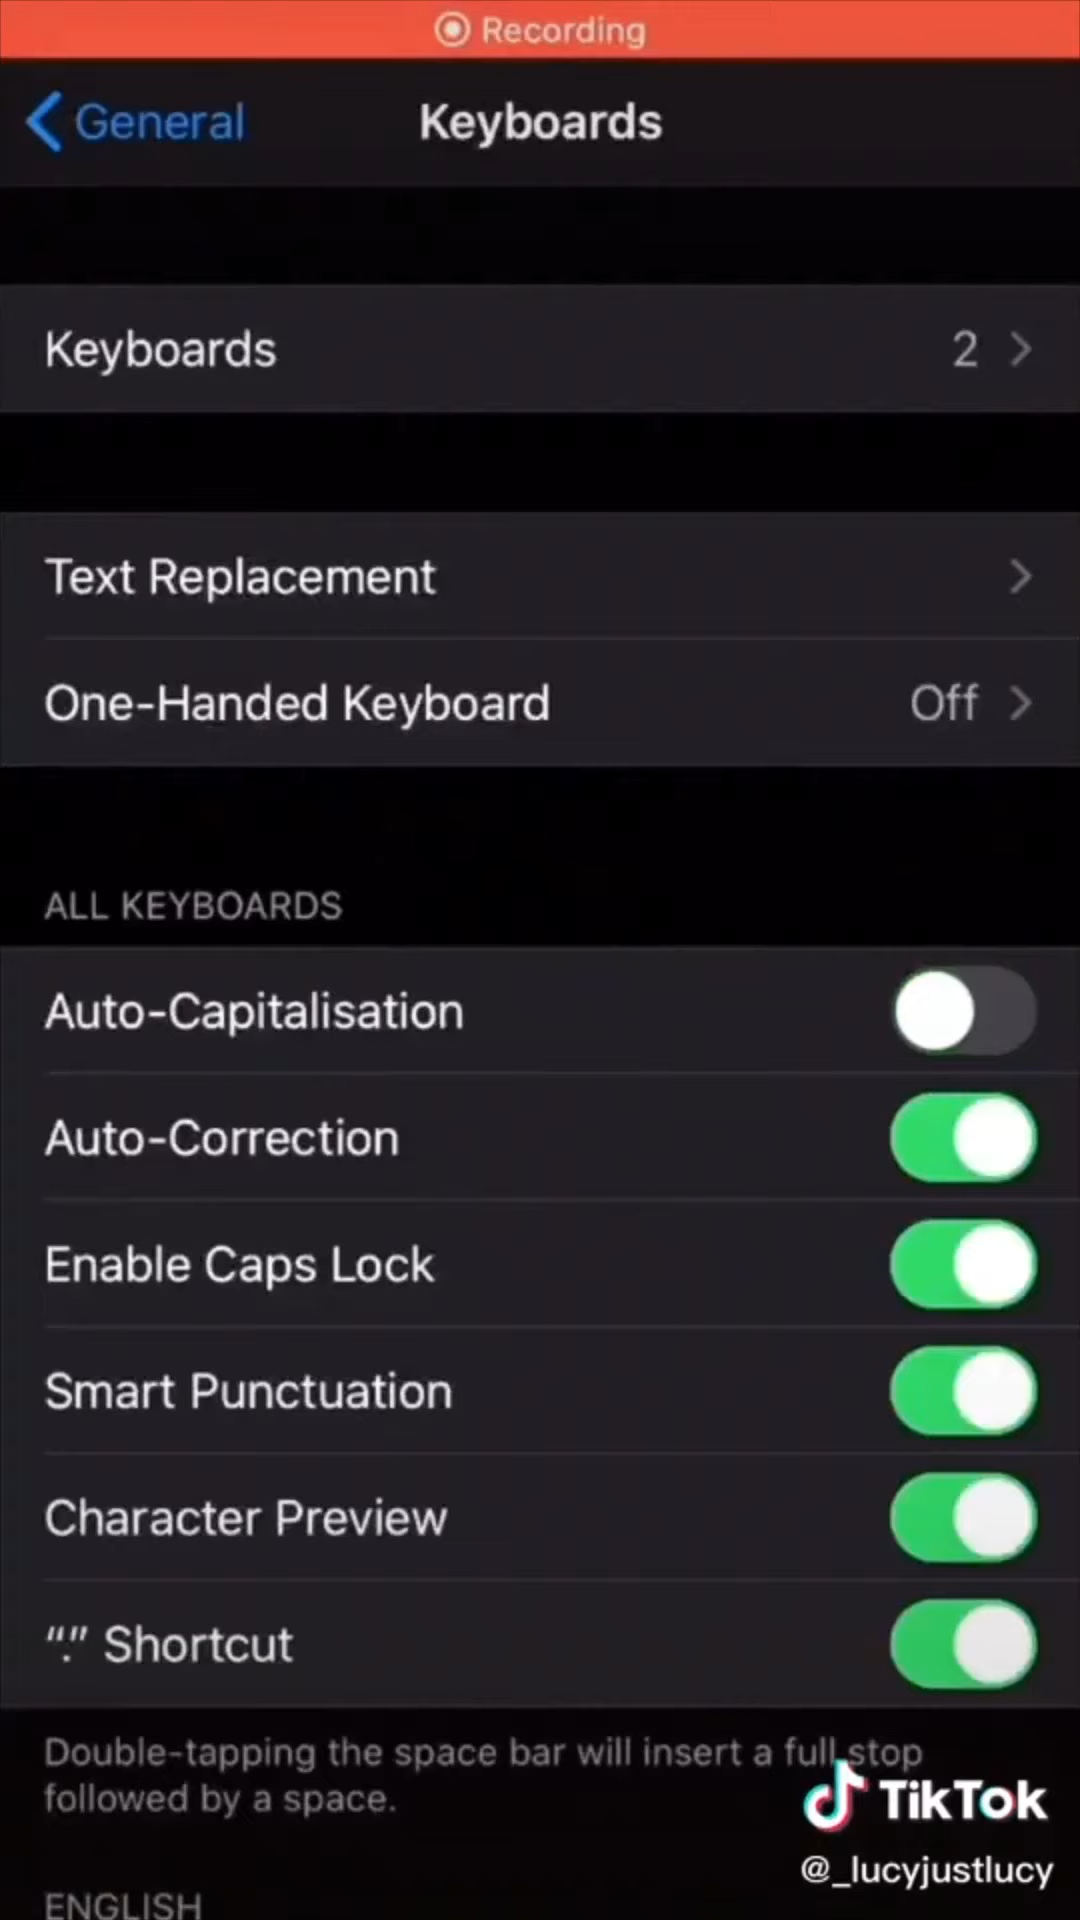 Recording
General
Keyboards
Keyboards 2
Text Replacement
One-Handed Keyboard Off
ALL KEYBOARDS
Auto-Capitalisation
Auto-Correction
Enable Caps Lock
Smart Punctuation
Character Preview
“.” Shortcut
Double-tapping the space bar will insert a full stop
followed by a space.
TikTok
@_lucyjustlucy
ENGLISH